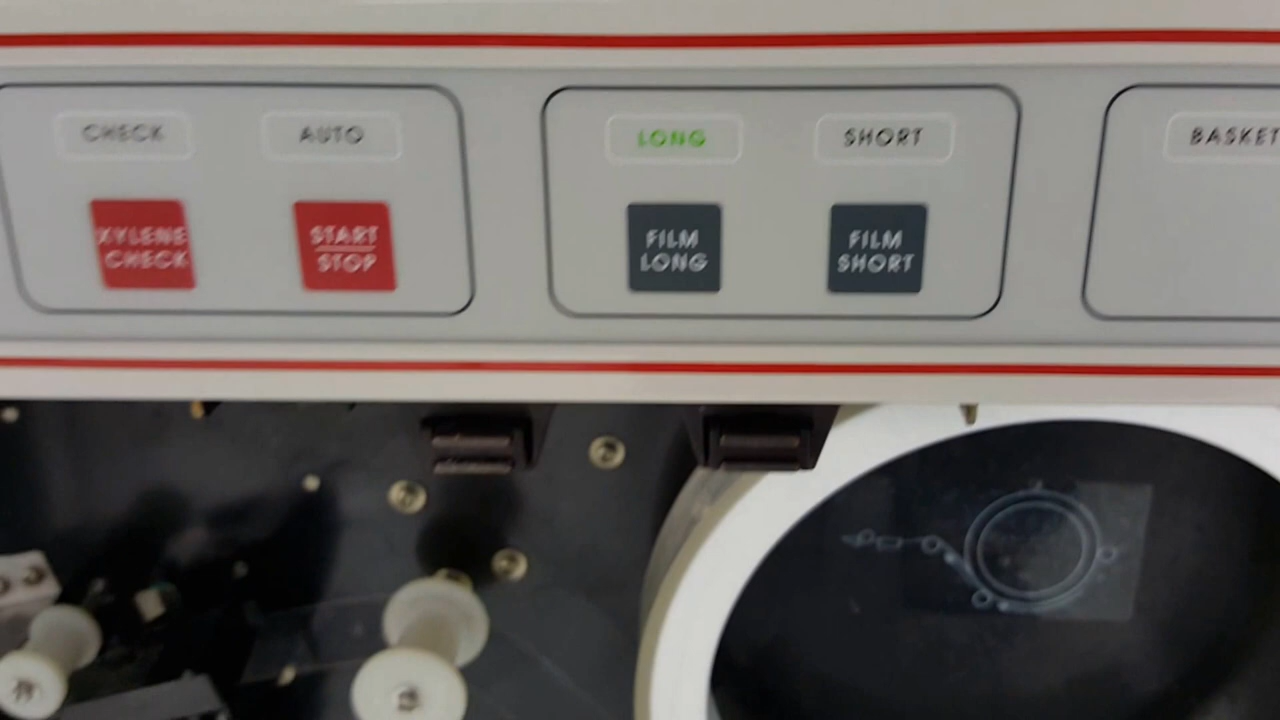 CHECK
AUTO
LONG
SHORT
BASKET
XYLENE
CHECK
START
STOP
FILM
LONG
FILM
SHORT